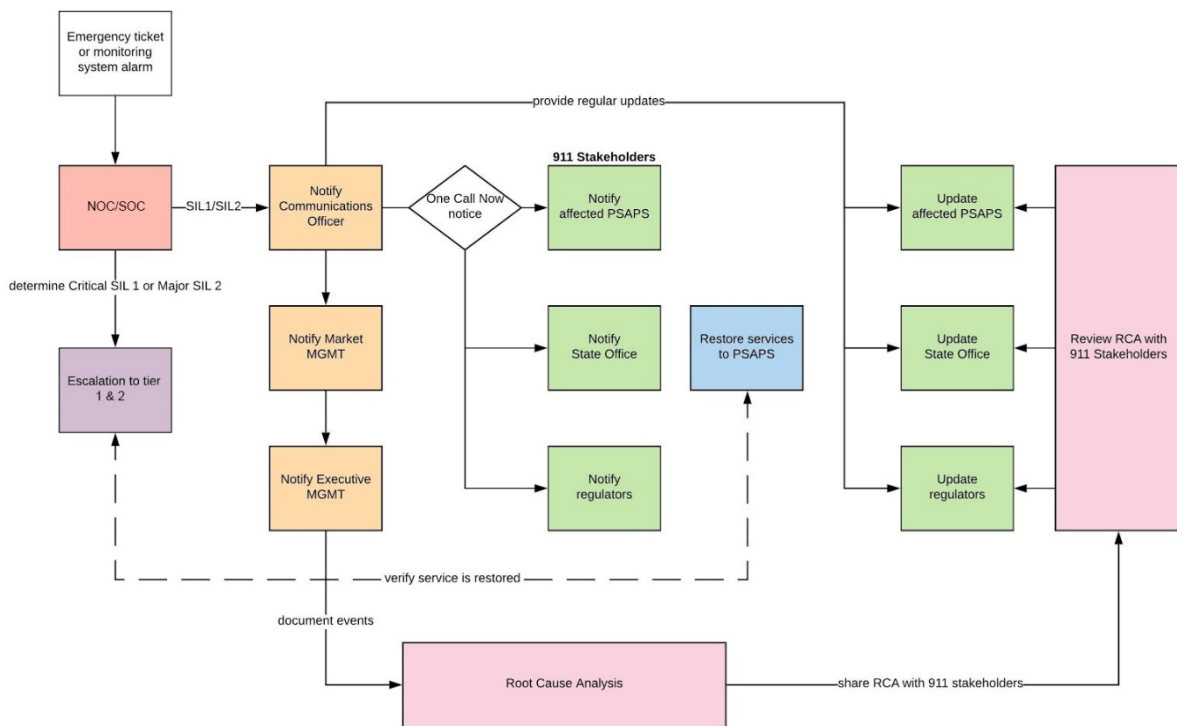 Emergency ticket
or monitoring
system alarm
provide regular updates
911 Stakeholders
NOC/SOC
SIL1/SIL2
Notify
Communications
Officer
One Call Now
notice
Notify
affected PSAPS
Update
affected PSAPS
determine Critical SIL 1 or Major SIL 2
Escalation to tier
1 & 2
Notify Market
MGMT
Notify
State Office
Restore services
to PSAPS
Update
State Office
Review RCA with
911 Stakeholders
Notify Executive
MGMT
Notify
regulators
Update
regulators
verify service is restored
document events
Root Cause Analysis
share RCA with 911 stakeholders